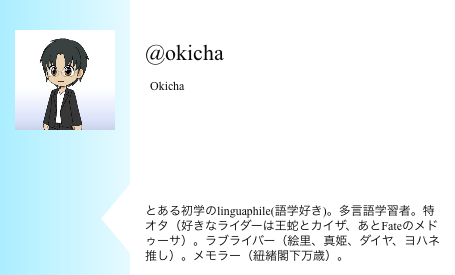 @okicha
Okicha
とある初学のlinguaphile(語学好き)。多言語学習者。特
オタ（好きなライダーは王蛇とカイザ、あとFateのメド
ゥーサ）。ラブライバー（絵里、真姫、ダイヤ、ヨハネ
推し）。メモラー（紐緒閣下万歳）。